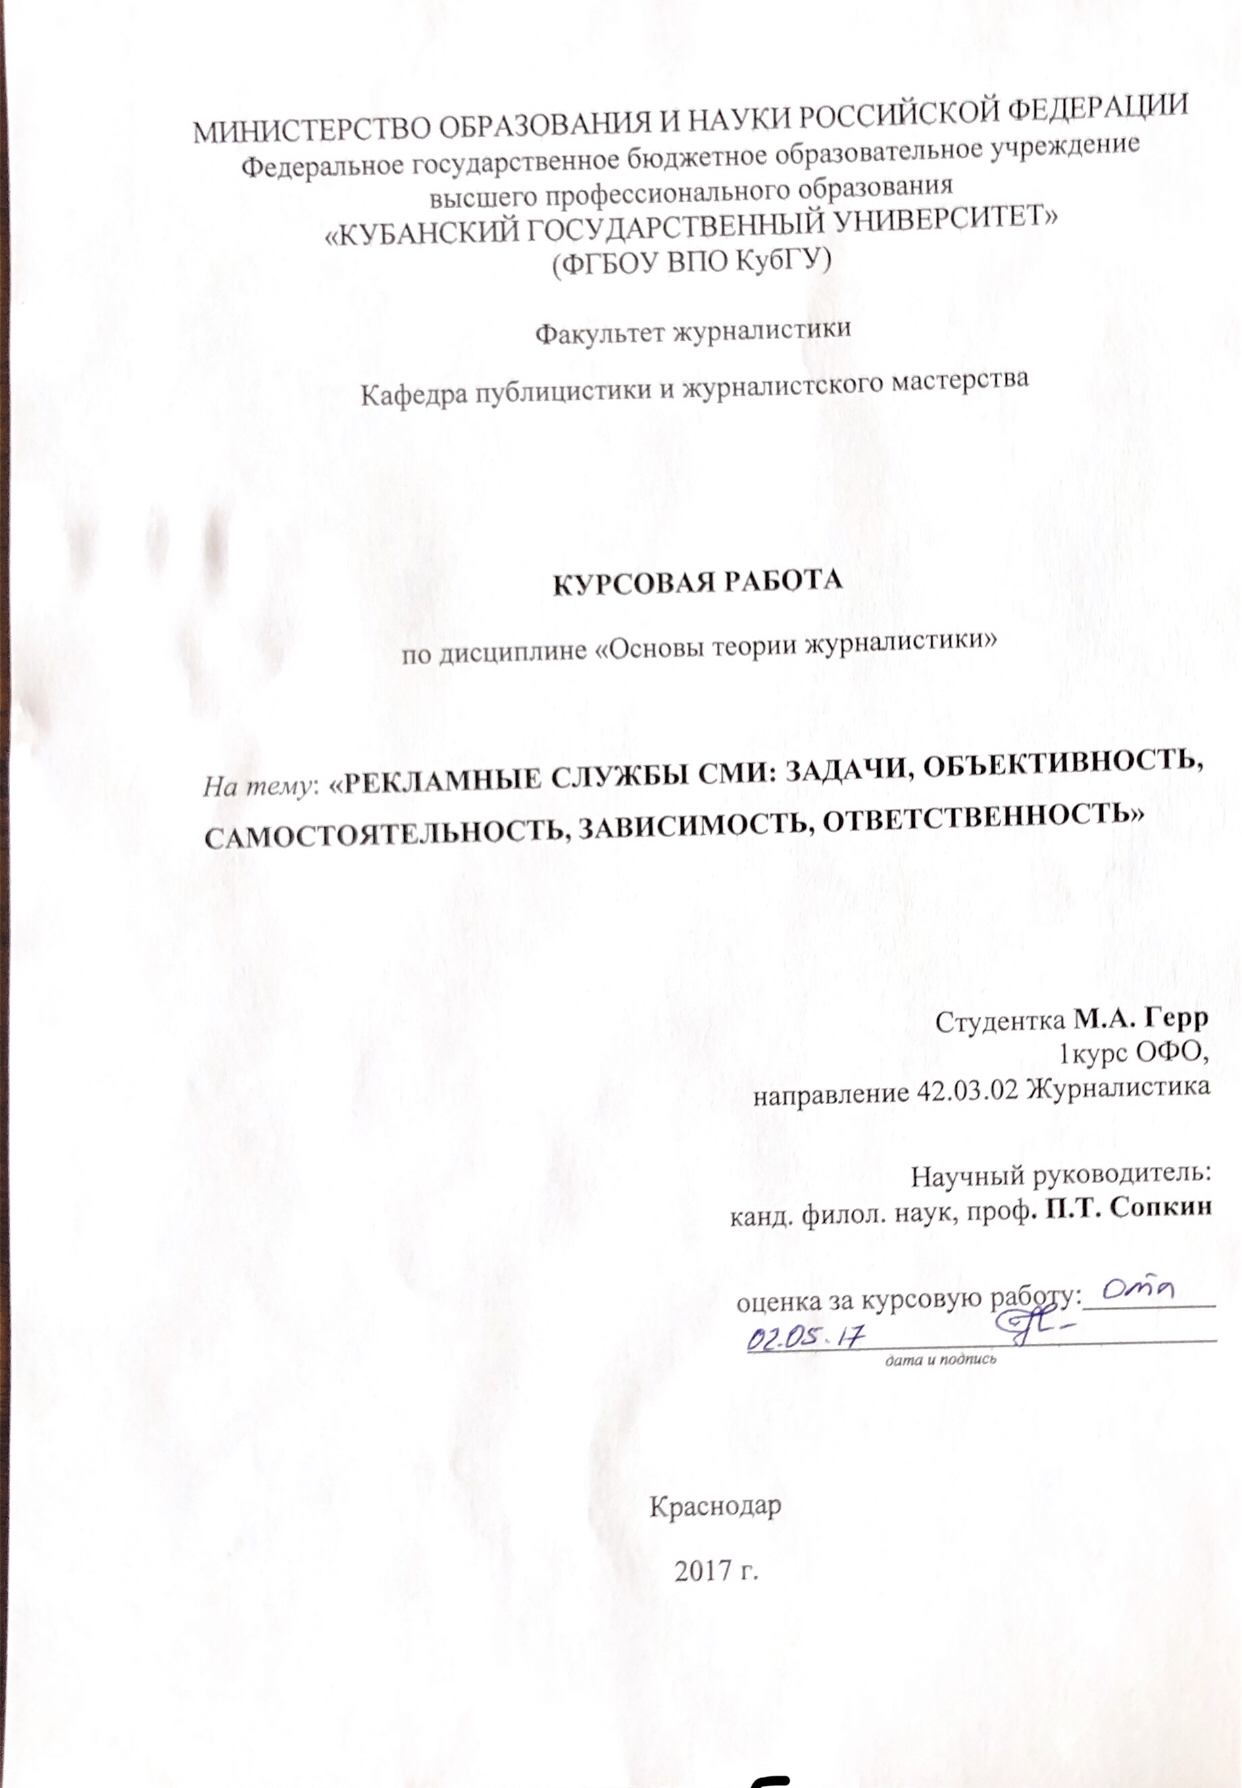 МИНИСТЕРСТВО ОБРАЗОВАНИЯ И НАУКИ РОССИЙСКОЙ ФЕДЕРАЦИИ
Федеральное государственное бюджетное образовательное учреждение
высшего профессионального образования
«КУБАНСКИЙ ГОСУДАРСТВЕННЫЙ УНИВЕРСИТЕТ»
(ФГБОУ ВПО КубГУ)
Факультет журналистики
Кафедра публицистики и журналистского мастерства
КУРСОВАЯ РАБОТА
по дисциплине «Основы теории журналистики»
На тему: «РЕКЛАМНЫЕ СЛУЖБЫ СМИ: ЗАДАЧИ, ОБЪЕКТИВНОСТЬ,
САМОСТОЯТЕЛЬНОСТЬ, ЗАВИСИМОСТЬ, ОТВЕТСТВЕННОСТЬ»
Студентка М.А. Герр
1курс ОФО,
направление 42.03.02 Журналистика
Научный руководитель:
канд. филол. наук, проф. П.Т. Сопкин
оценка за курсовую работу:
02.05.17
дата и подпись
Краснодар
2017 г.